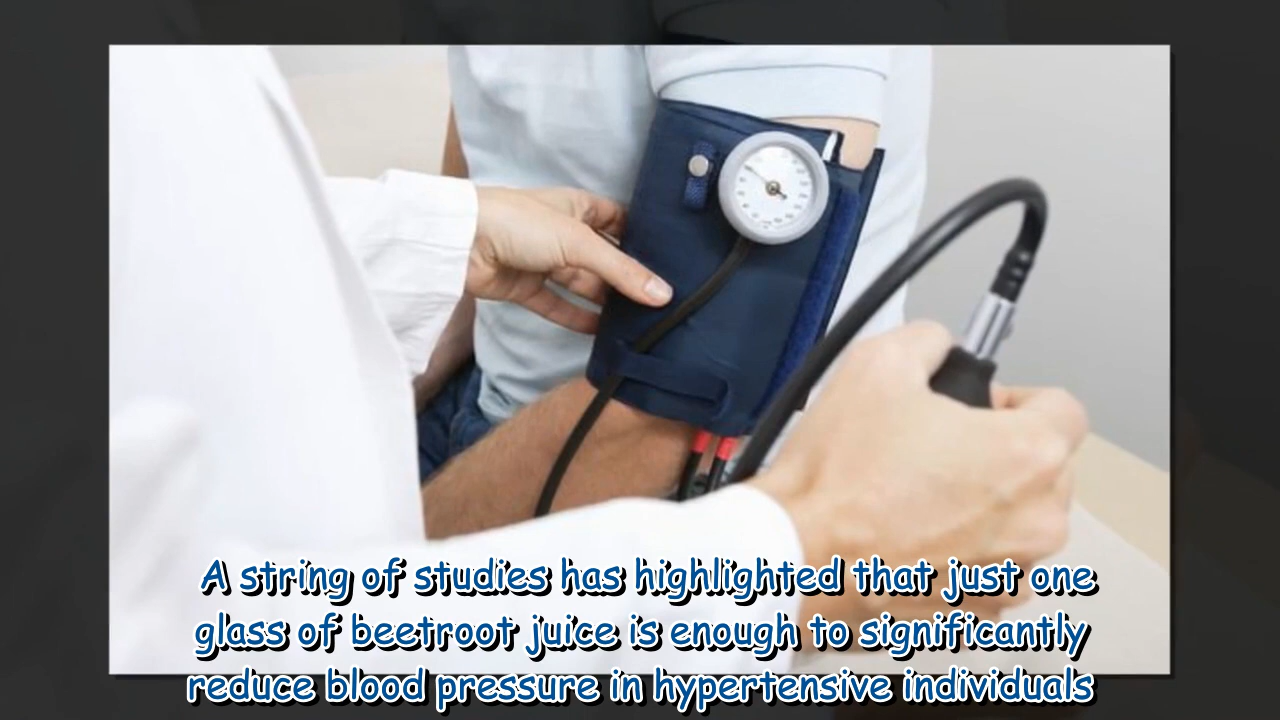 A string of studies has highlighted that just one
glass of beetroot juice is enough to significantly
reduce blood pressure in hypertensive individuals